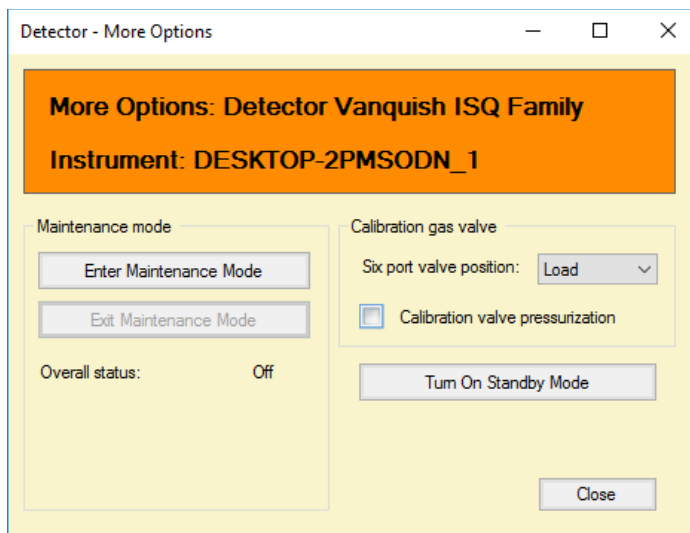 Detector - More Options
More Options: Detector Vanquish ISQ Family
Instrument: DESKTOP-2PMSODN_1
Maintenance mode
Enter Maintenance Mode
Exit Maintenance Mode
Overall status: Off
Calibration gas valve
Six port valve position: Load
Calibration valve pressurization
Turn On Standby Mode
Close